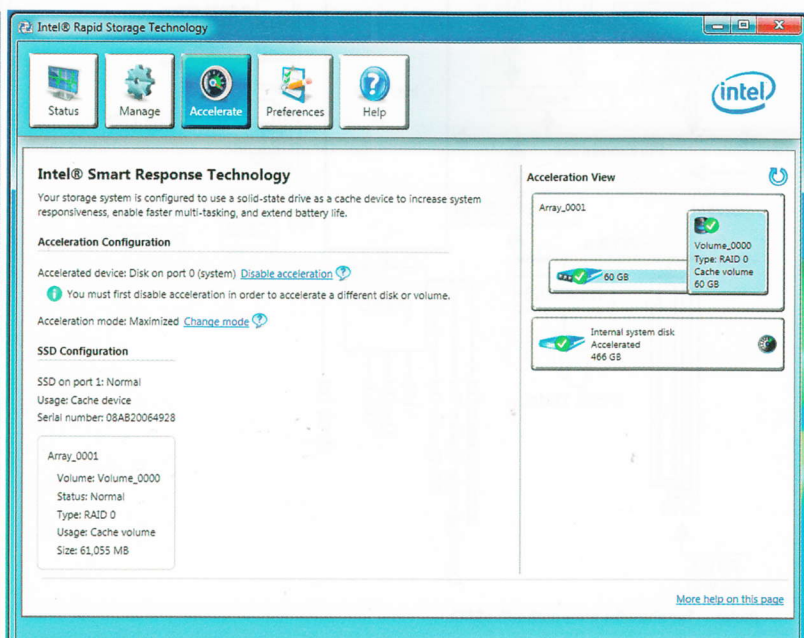 Intel® Rapid Storage Technology
Status
Manage
Accelerate
Preferences
Help
intel
Intel® Smart Response Technology
Your storage system is configured to use a solid-state drive as a cache device to increase system
responsiveness, enable faster multi-tasking, and extend battery life.
Acceleration Configuration
Accelerated device: Disk on port 0 (system) Disable acceleration ?
You must first disable acceleration in order to accelerate a different disk or volume.
Acceleration mode: Maximized Change mode ?
SSD Configuration
SSD on port 1: Normal
Usage: Cache device
Serial number: 08AB20064928
Array_0001
Volume: Volume_0000
Status: Normal
Type: RAID 0
Usage: Cache volume
Size: 61,055 MB
Acceleration View
Array_0001
60 GB
Volume_0000
Type: RAID 0
Cache volume
60 GB
Internal system disk
Accelerated
466 GB
More help on this page